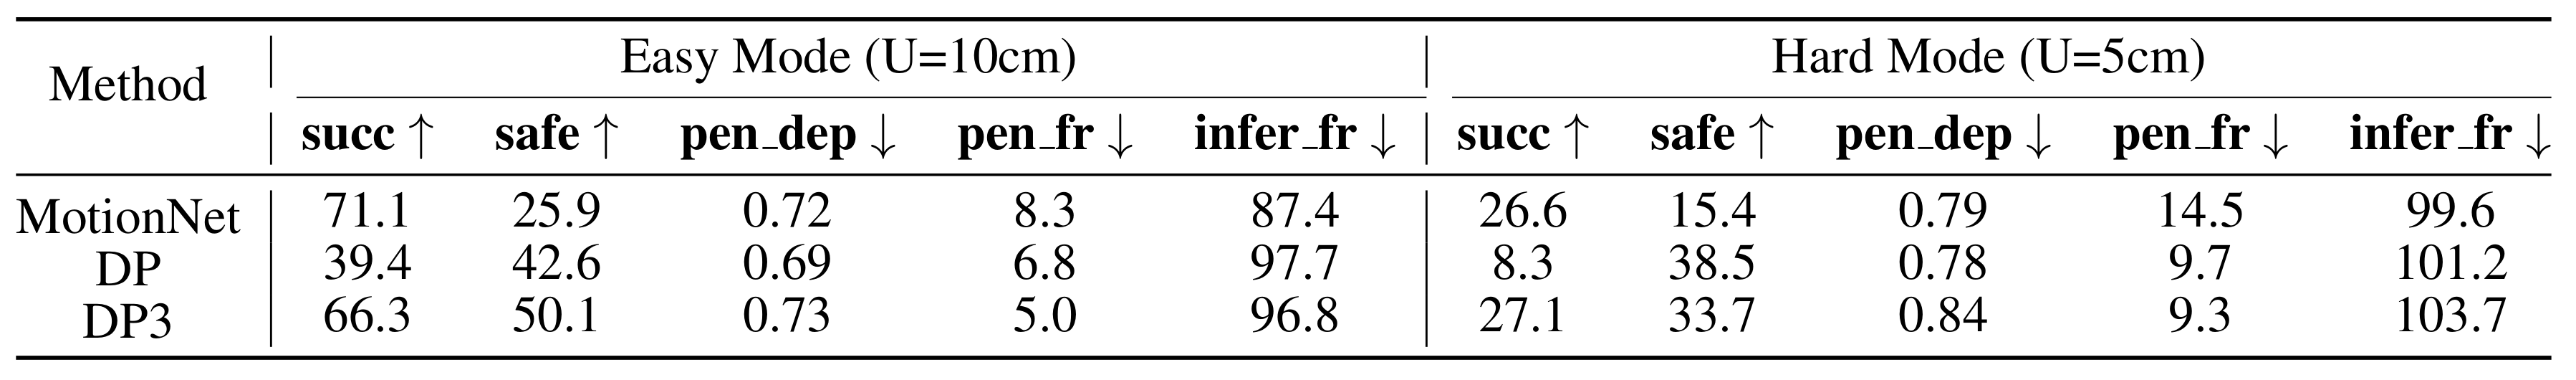 Method Easy Mode (U=10cm) Hard Mode (U=5cm)
succ ↑ safe ↑ pen_dep ↓ pen_fr ↓ infer_fr ↓ succ ↑ safe ↑ pen_dep ↓ pen_fr ↓ infer_fr ↓
MotionNet 71.1 25.9 0.72 8.3 87.4 26.6 15.4 0.79 14.5 99.6
DP 39.4 42.6 0.69 6.8 97.7 8.3 38.5 0.78 9.7 101.2
DP3 66.3 50.1 0.73 5.0 96.8 27.1 33.7 0.84 9.3 103.7